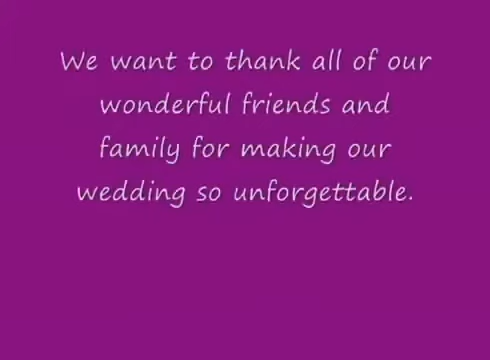 We want to thank all of our
wonderful friends and
family for making our
wedding so unforgettable.